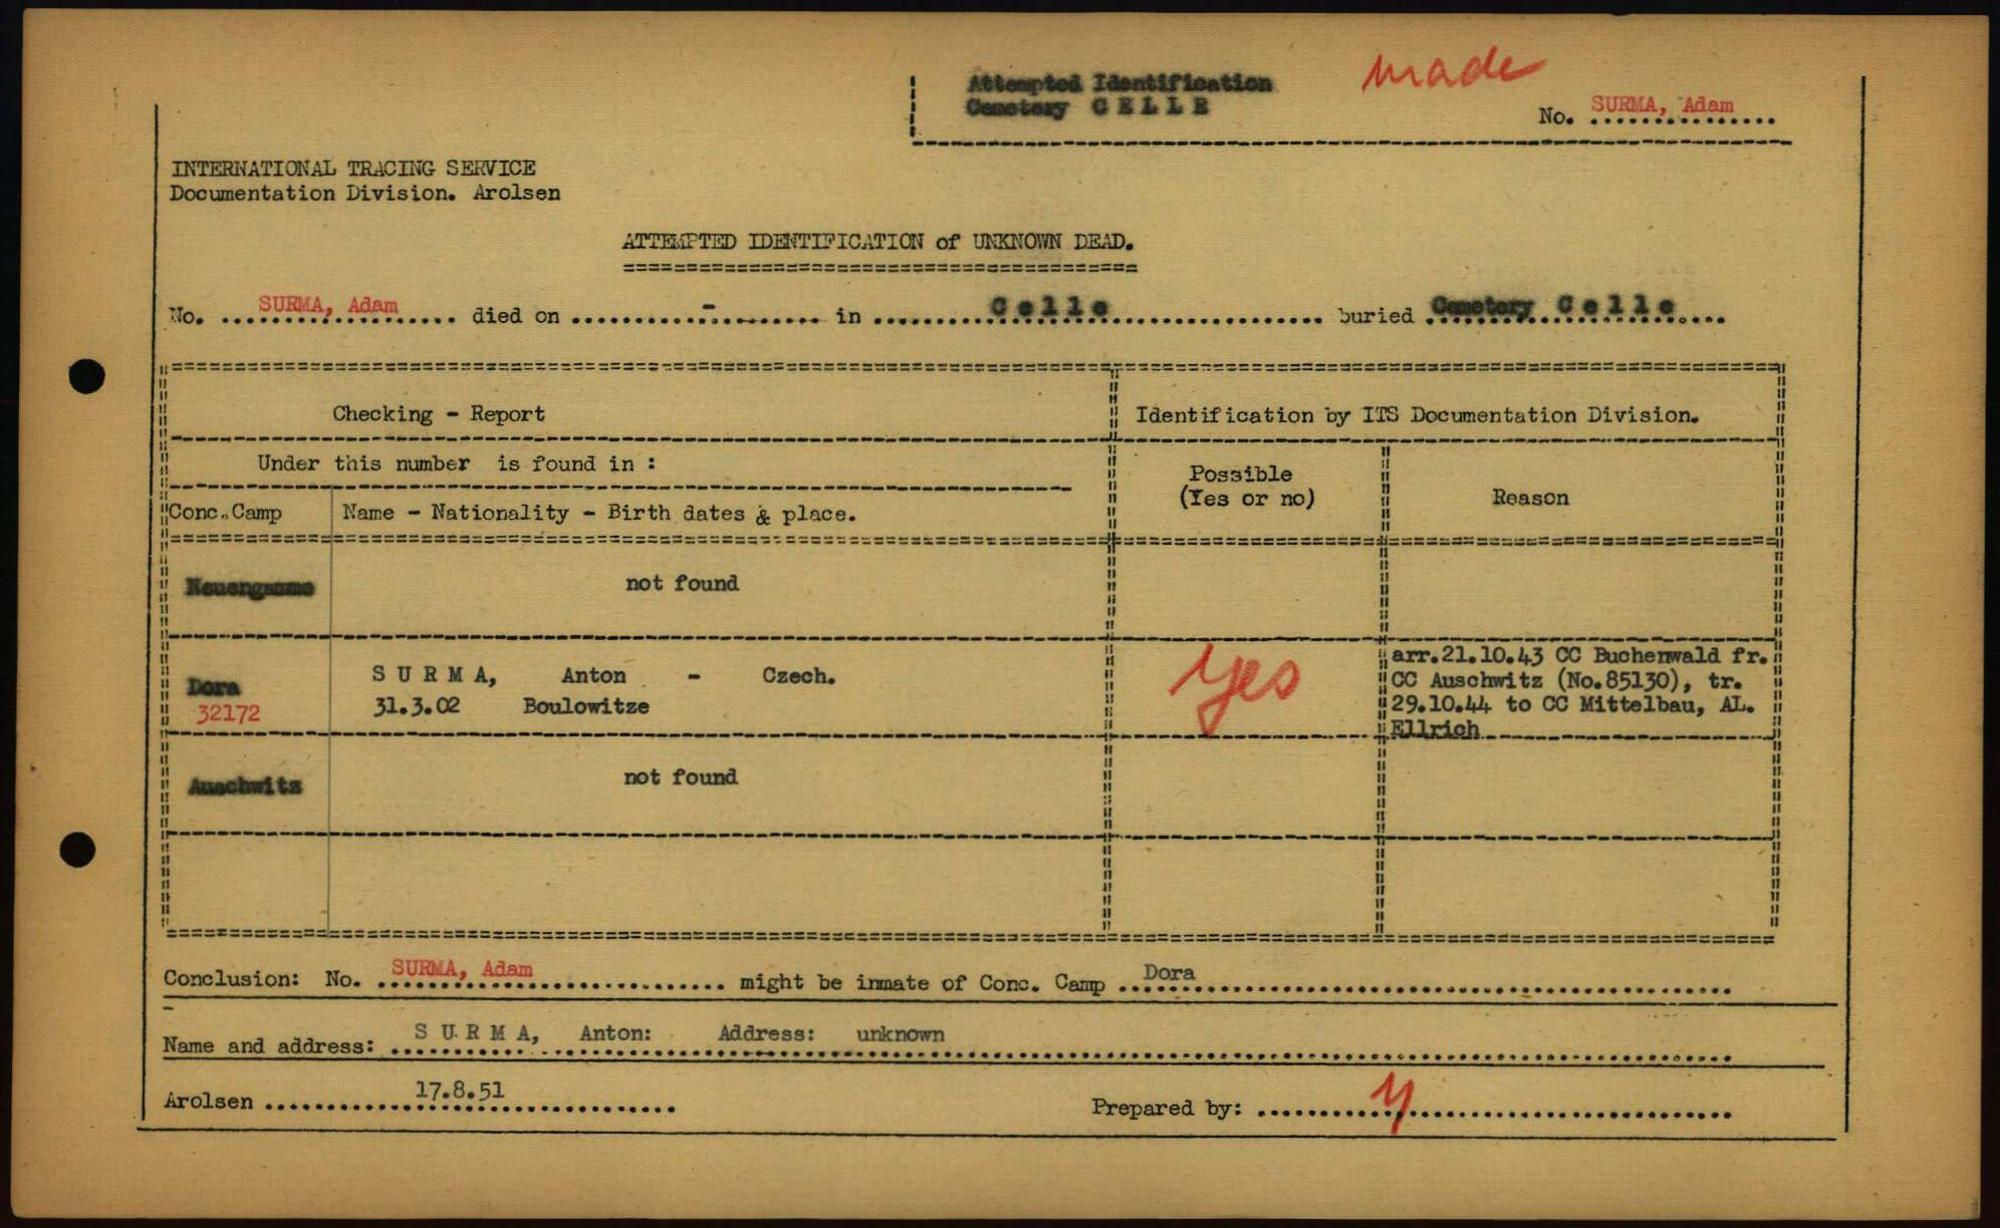 Attempted Identification
made
Cemetery C E L L E
No. SURMA, Adam
INTERNATIONAL TRACING SERVICE
Documentation Division. Arolsen
ATTEMPTED IDENTIFICATION of UNKNOWN DEAD.
No. SURMA, Adam died on - in C e l l e buried Cemetery C e l l e
Checking - Report
Identification by ITS Documentation Division.
Under this number is found in :
Possible
(Yes or no)
Reason
Conc. Camp
Name - Nationality - Birth dates & place.
Neuengamme
not found
Dora
32172
S U R M A, Anton - Czech.
31.3.02 Boulowitze
yes
arr.21.10.43 CC Buchenwald fr.
CC Auschwitz (No.85130), tr.
29.10.44 to CC Mittelbau, AL.
Ellrich
Auschwitz
not found
Conclusion: No. SURMA, Adam might be inmate of Conc. Camp Dora
Name and address: S U R M A, Anton: Address: unknown
Arolsen 17.8.51
Prepared by: